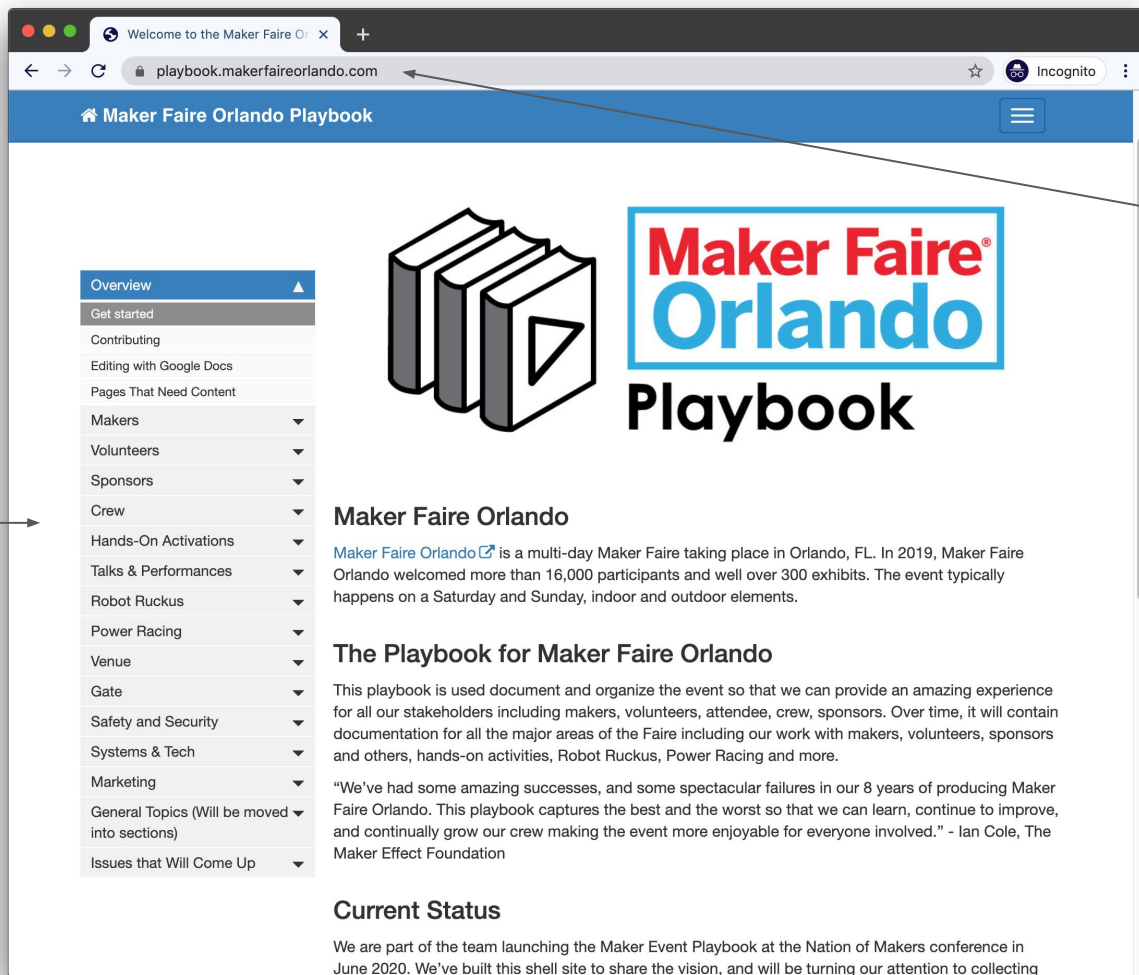 Welcome to the Maker Faire Or
playbook.makerfaireorlando.com
Incognito
Maker Faire Orlando Playbook
Maker Faire®
Orlando
Playbook
Overview
Get started
Contributing
Editing with Google Docs
Pages That Need Content
Makers
Volunteers
Sponsors
Crew
Hands-On Activations
Talks & Performances
Robot Ruckus
Power Racing
Venue
Gate
Safety and Security
Systems & Tech
Marketing
General Topics (Will be moved
into sections)
Issues that Will Come Up
Maker Faire Orlando
Maker Faire Orlando is a multi-day Maker Faire taking place in Orlando, FL. In 2019, Maker Faire
Orlando welcomed more than 16,000 participants and well over 300 exhibits. The event typically
happens on a Saturday and Sunday, indoor and outdoor elements.
The Playbook for Maker Faire Orlando
This playbook is used document and organize the event so that we can provide an amazing experience
for all our stakeholders including makers, volunteers, attendee, crew, sponsors. Over time, it will contain
documentation for all the major areas of the Faire including our work with makers, volunteers, sponsors
and others, hands-on activities, Robot Ruckus, Power Racing and more.
“We’ve had some amazing successes, and some spectacular failures in our 8 years of producing Maker
Faire Orlando. This playbook captures the best and the worst so that we can learn, continue to improve,
and continually grow our crew making the event more enjoyable for everyone involved.” - Ian Cole, The
Maker Effect Foundation
Current Status
We are part of the team launching the Maker Event Playbook at the Nation of Makers conference in
June 2020. We’ve built this shell site to share the vision, and will be turning our attention to collecting